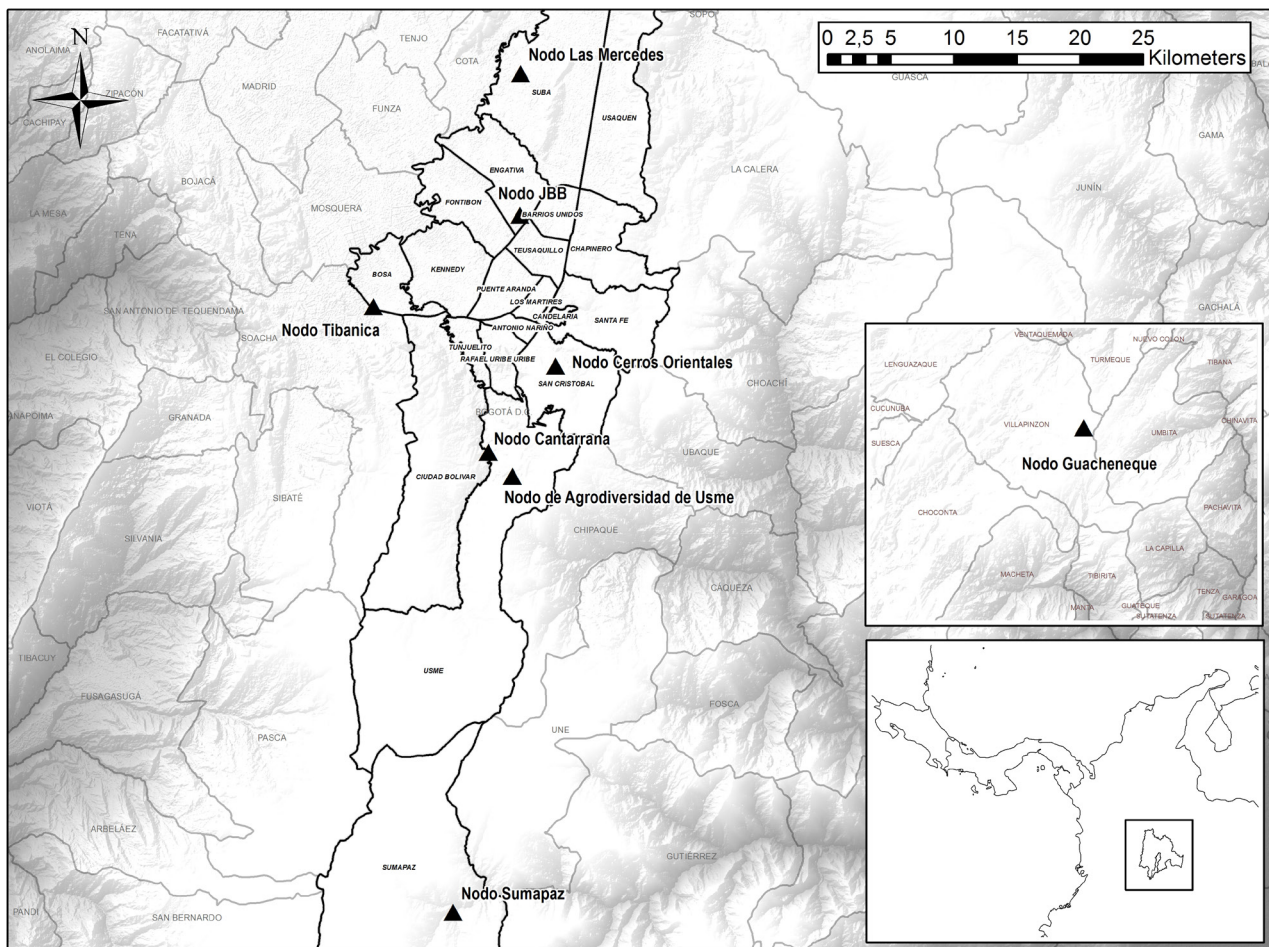 N
0 2,5 5 10 15 20 25
Kilometers
FACATATIVÁ
SOPO
ANOLAIMA
TENJO
COTA
Nodo Las Mercedes
GUASCA
ZIPACÓN
MADRID
SUBA
FUNZA
USAQUEN
CACHIPAY
GAMA
ENGATIVA
LA CALERA
BOJACÁ
JUNÍN
Nodo JBB
MOSQUERA
FONTIBON
BARRIOS UNIDOS
LA MESA
TENA
TEUSAQUILLO
CHAPINERO
BOSA
KENNEDY
PUENTE ARANDA
LOS MARTIRES
SAN ANTONIO DE TEQUENDAMA
CANDELARIA
SANTA FE
GACHALÁ
Nodo Tibanica
ANTONIO NARIÑO
SOACHA
TUNJUELITO
EL COLEGIO
RAFAEL URIBE URIBE
Nodo Cerros Orientales
SAN CRISTOBAL
CHOACHÍ
ANAPOIMA
GRANADA
BOGOTÁ D.C
Nodo Cantarrana
UBAQUE
CIUDAD BOLIVAR
Nodo de Agrodiversidad de Usme
SIBATÉ
VIOTÁ
CHIPAQUE
SILVANIA
CAQUEZA
TIBACUY
USME
FUSAGASUGÁ
FOSCA
UNE
PASCA
ARBELÁEZ
GUTIÉRREZ
SUMAPAZ
Nodo Sumapaz
PANDI
SAN BERNARDO
VENTAQUEMADA
NUEVO COLON
LENGUAZAQUE
TURMEQUE
TIBANA
CUCUNUBA
VILLAPINZON
CHINAVITA
UMBITA
SUESCA
Nodo Guacheneque
PACHAVITA
CHOCONTA
LA CAPILLA
MACHETA
TIBIRITA
TENZA
GARAGOA
MANTA
GUATEQUE
SUTATENZA
SUTATENZA